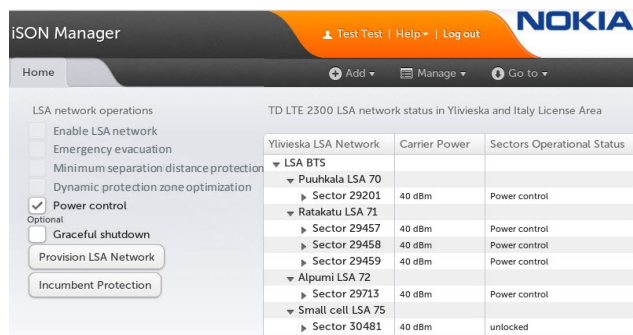 iSON Manager
Test Test | Help | Log out
NOKIA
Home
Add
Manage
Go to
LSA network operations
Enable LSA network
Emergency evacuation
Minimum separation distance protection
Dynamic protection zone optimization
Power control
Optional
Graceful shutdown
Provision LSA Network
Incumbent Protection
TD LTE 2300 LSA network status in Ylivieska and Italy License Area
Ylivieska LSA Network Carrier Power Sectors Operational Status
LSA BTS
Puuhkala LSA 70
Sector 29201 40 dBm Power control
Ratakatu LSA 71
Sector 29457 40 dBm Power control
Sector 29458 40 dBm Power control
Sector 29459 40 dBm Power control
Alpumi LSA 72
Sector 29713 40 dBm Power control
Small cell LSA 75
Sector 30481 40 dBm unlocked